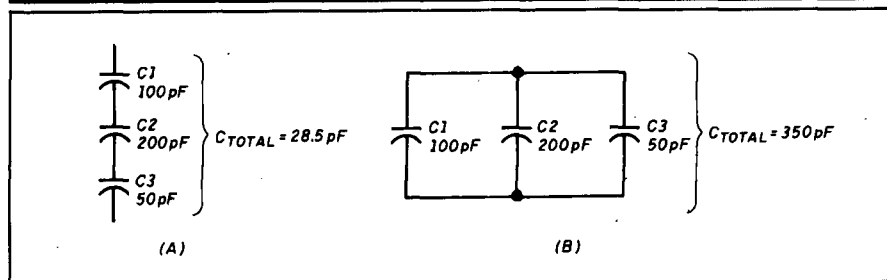 C1
100pF
C2
200pF
C3
50pF
CTOTAL = 28.5pF
(A)
C1
100pF
C2
200pF
C3
50pF
CTOTAL = 350pF
(B)